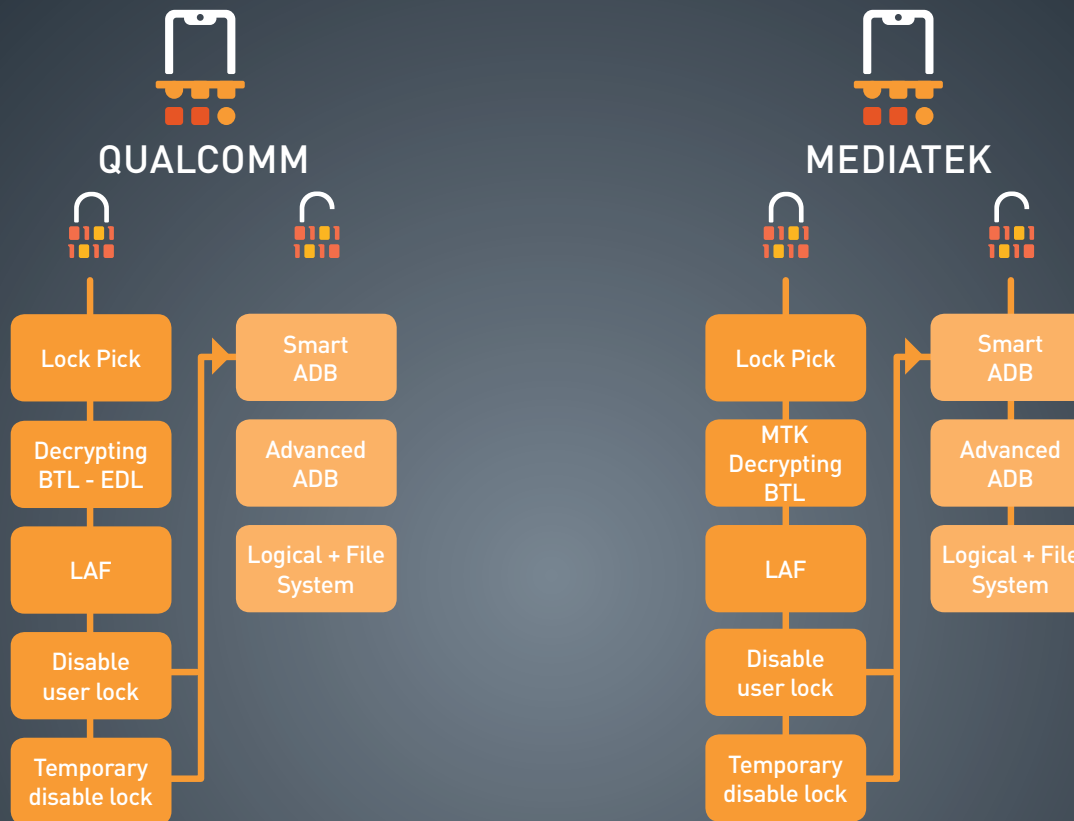 QUALCOMM
Lock Pick
Decrypting
BTL - EDL
LAF
Disable
user lock
Temporary
disable lock
Smart
ADB
Advanced
ADB
Logical + File
System
MEDIATEK
Lock Pick
MTK
Decrypting
BTL
LAF
Disable
user lock
Temporary
disable lock
Smart
ADB
Advanced
ADB
Logical + File
System